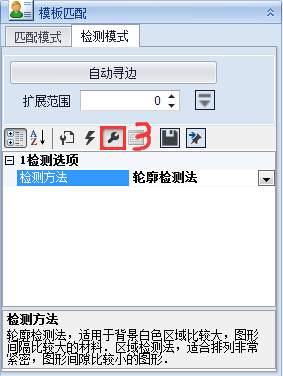 模板匹配
匹配模式 检测模式
自动寻边
扩展范围 0
A Z 3
1检测选项
检测方法 轮廓检测法
检测方法
轮廓检测法，适用于背景白色区域比较大，图形
间隔比较大的材料．区域检测法，适合排列非常
紧密，图形间隙比较小的图形．